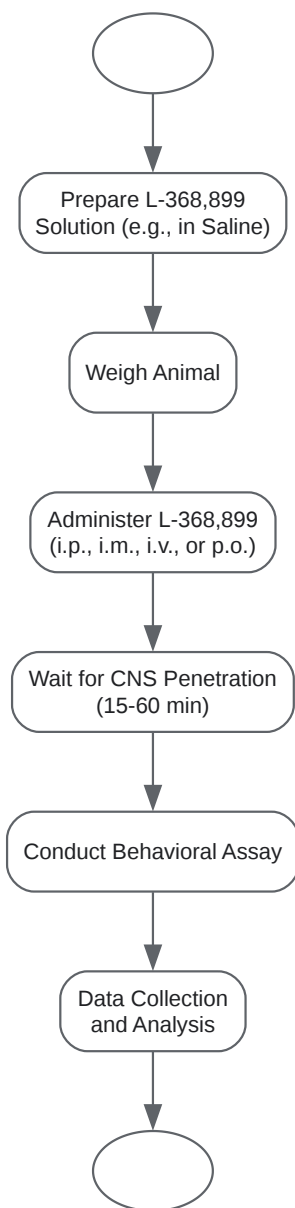 Prepare L-368,899
Solution (e.g., in Saline)
Weigh Animal
Administer L-368,899
(i.p., i.m., i.v., or p.o.)
Wait for CNS Penetration
(15-60 min)
Conduct Behavioral Assay
Data Collection
and Analysis